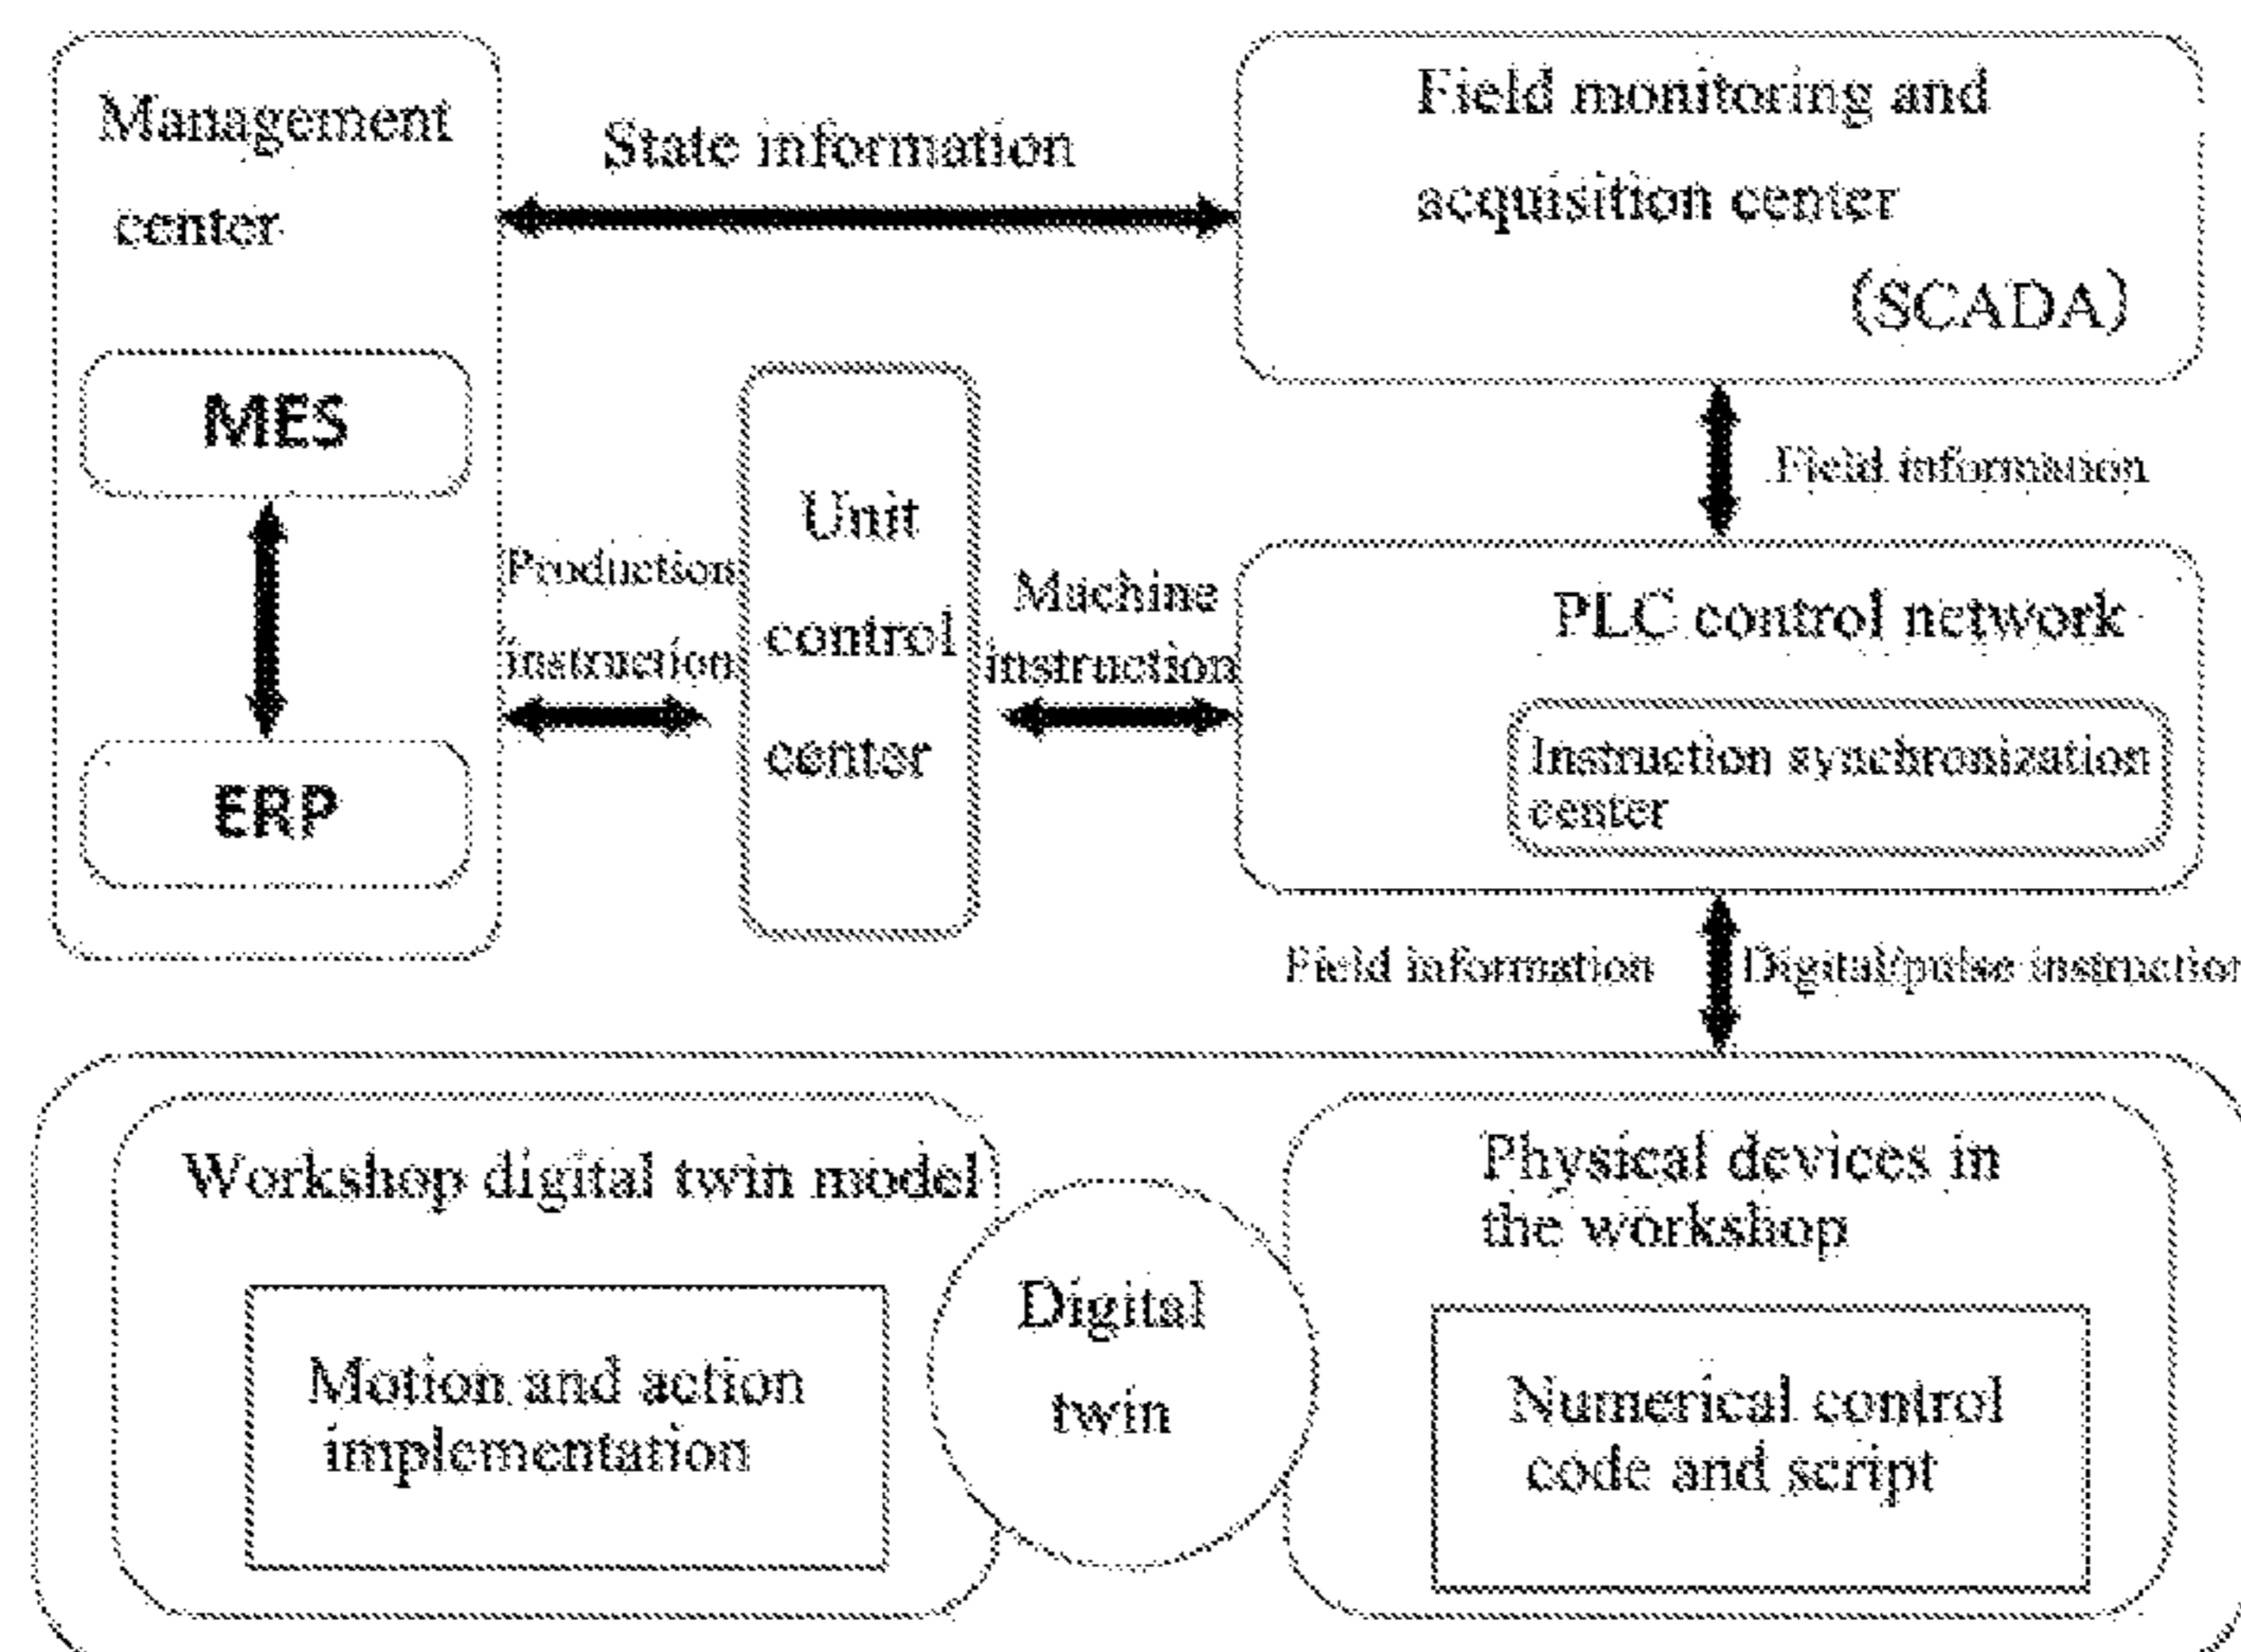 Management
center
MES
ERP
State information
Field monitoring and
acquisition center
(SCADA)
Field information
Production
instruction
Unit
control
center
Machine
instruction
PLC control network
Instruction synchronization
center
Field information
Digital/pulse instruction
Workshop digital twin model
Motion and action
implementation
Digital
twin
Physical devices in
the workshop
Numerical control
code and script